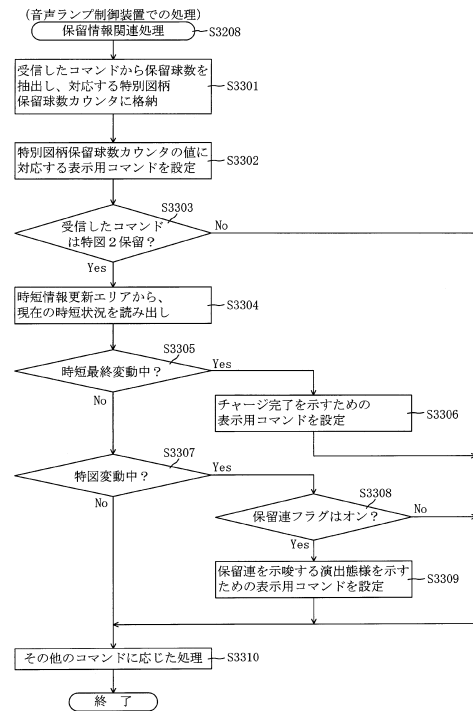 (音声ランプ制御装置での処理)
保留情報関連処理
S3208
受信したコマンドから保留球数を
抽出し、対応する特別図柄
保留球数カウンタに格納
S3301
特別図柄保留球数カウンタの値に
対応する表示用コマンドを設定
S3302
S3303
受信したコマンド
は特図2保留?
No
Yes
時短情報更新エリアから、
現在の時短状況を読み出し
S3304
S3305
時短最終変動中?
Yes
No
チャージ完了を示すための
表示用コマンドを設定
S3306
S3307
特図変動中?
Yes
No
S3308
保留連フラグはオン?
No
Yes
保留連を示唆する演出態様を示す
ための表示用コマンドを設定
S3309
その他のコマンドに応じた処理
S3310
終 了